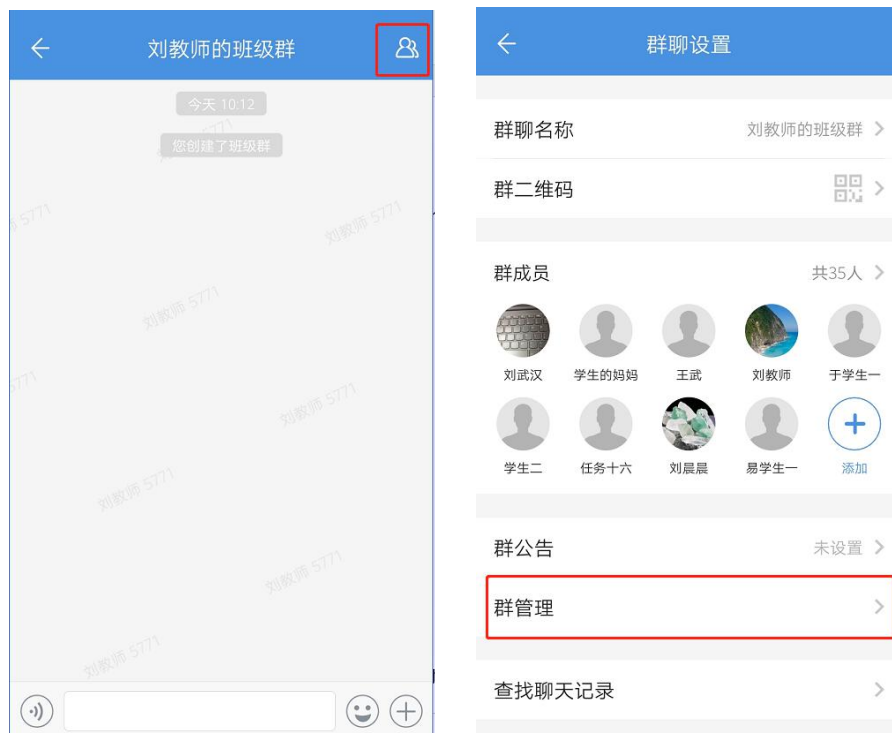 刘教师的班级群
今天 10:12
您创建了班级群
5771
师 5771
刘教师 5771
刘教师 5771
5771
刘教师 5771
刘教师 5771
刘教师 5771
刘教师 5771
群聊设置
群聊名称 刘教师的班级群
群二维码
群成员 共35人
刘武汉 学生的妈妈 王武 刘教师 于学生一
学生二 任务十六 刘晨晨 易学生一 添加
群公告 未设置
群管理
查找聊天记录